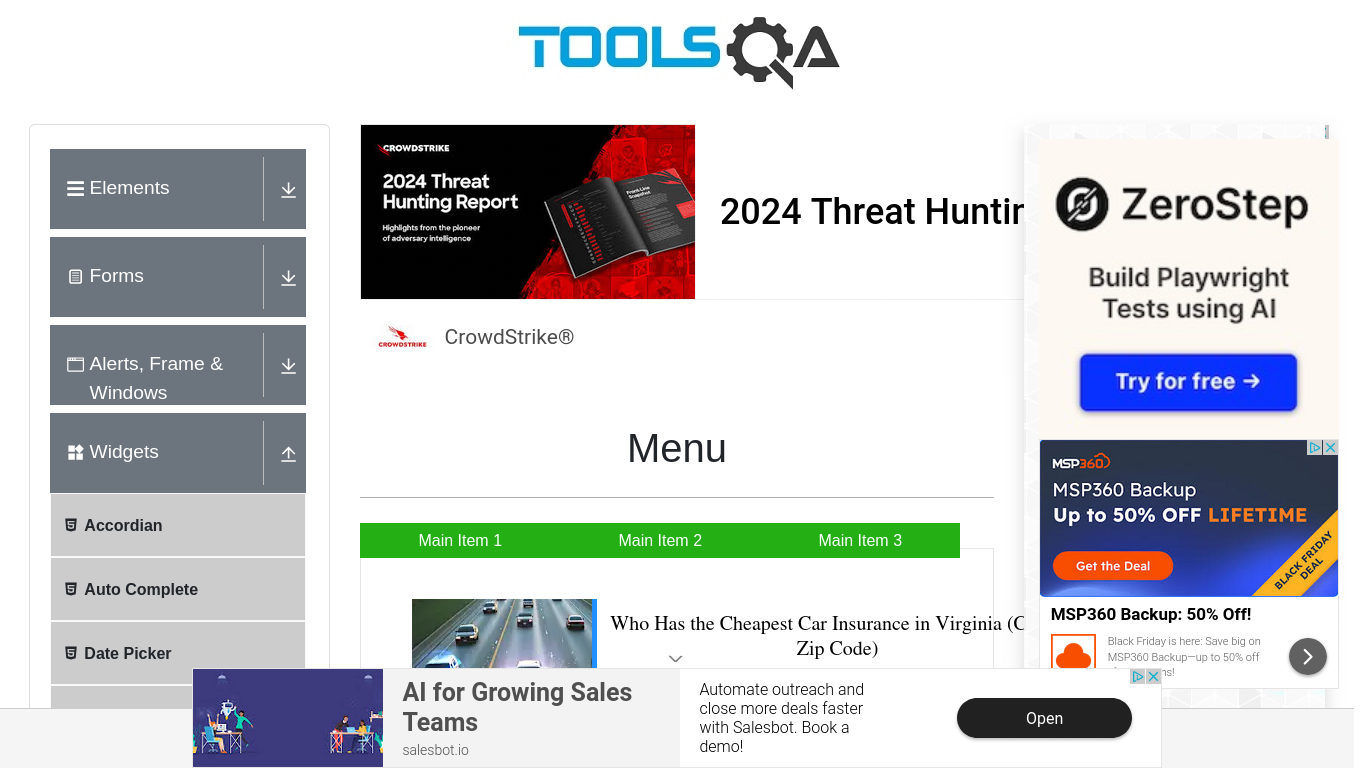 TOOLSQA
Elements
Forms
Alerts, Frame &
Windows
Widgets
Accordian
Auto Complete
Date Picker
CROWDSTRIKE
2024 Threat
Hunting Report
Highlights from the pioneer
of adversary intelligence
Front-Line
Snapshot
2024 Threat Huntin
CROWDSTRIKE
CrowdStrike®
Menu
Main Item 1
Main Item 2
Main Item 3
Who Has the Cheapest Car Insurance in Virginia (C
Zip Code)
ZeroStep
Build Playwright
Tests using AI
Try for free →
MSP360
MSP360 Backup
Up to 50% OFF LIFETIME
Get the Deal
BLACK FRIDAY
DEAL
MSP360 Backup: 50% Off!
Black Friday is here: Save big on
MSP360 Backup—up to 50% off
ns!
AI for Growing Sales
Teams
salesbot.io
Automate outreach and
close more deals faster
with Salesbot. Book a
demo!
Open